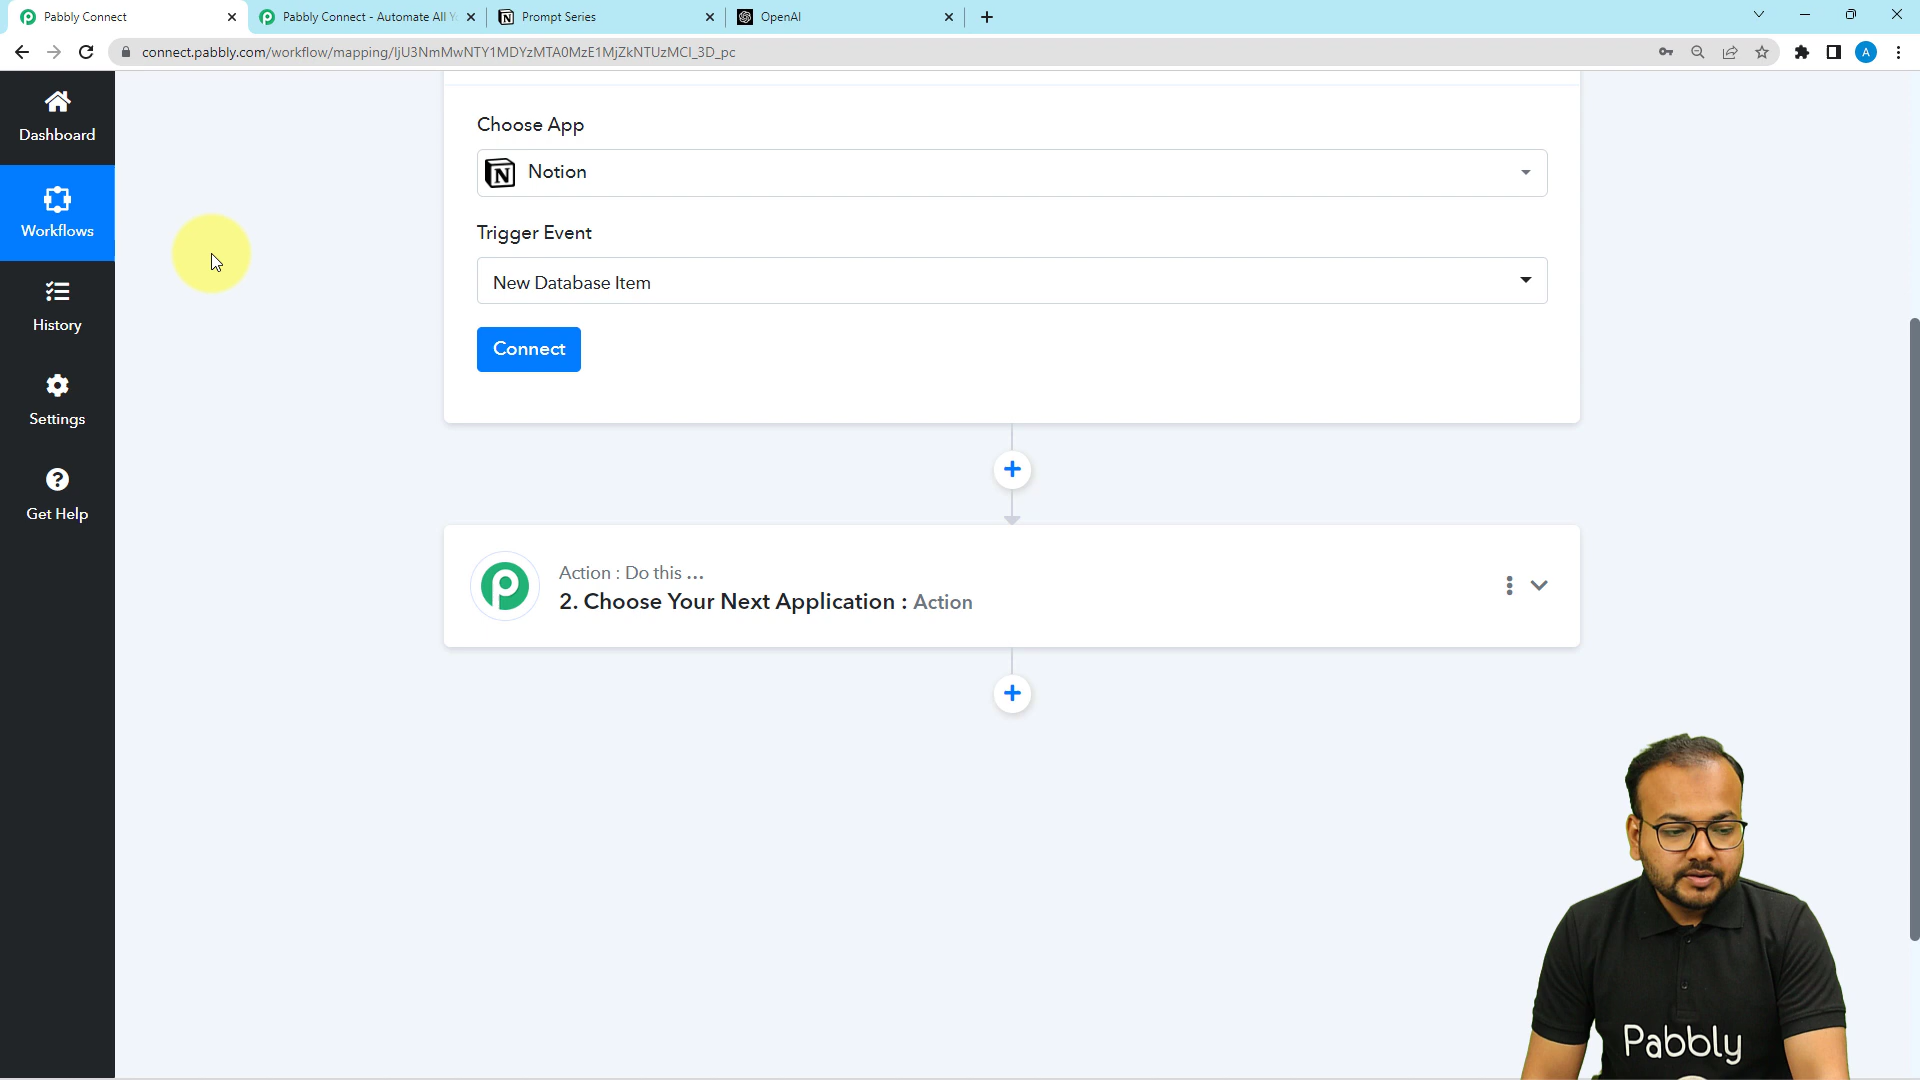 Pabbly Connect
Pabbly Connect - Automate All Y
Prompt Series
OpenAI
connect.pabbly.com/workflow/mapping/IjU3NmMwNTY1MDYzMTA0MzE1MjZkNTUzMCI_3D_pc
A
Dashboard
Workflows
History
Settings
Get Help
Choose App
Notion
Trigger Event
New Database Item
Connect
Action : Do this ...
2. Choose Your Next Application : Action
Pabbly